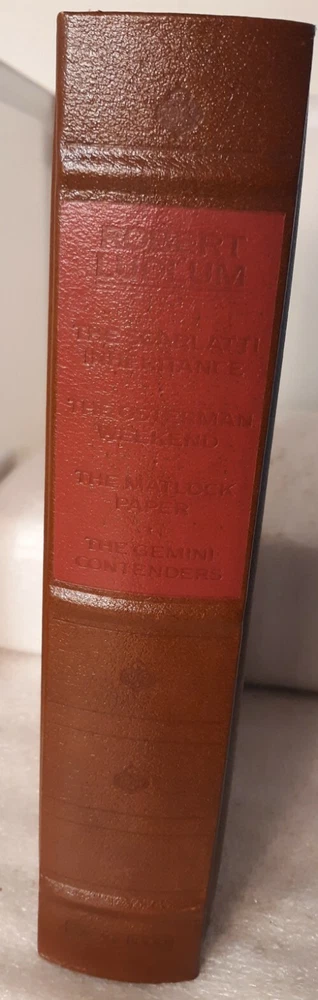 ROBERT
LUDLUM
THE SCARLATTI
INHERITANCE
THE OSTERMAN
WEEKEND
THE MATLOCK
PAPER
THE GEMINI
CONTENDERS